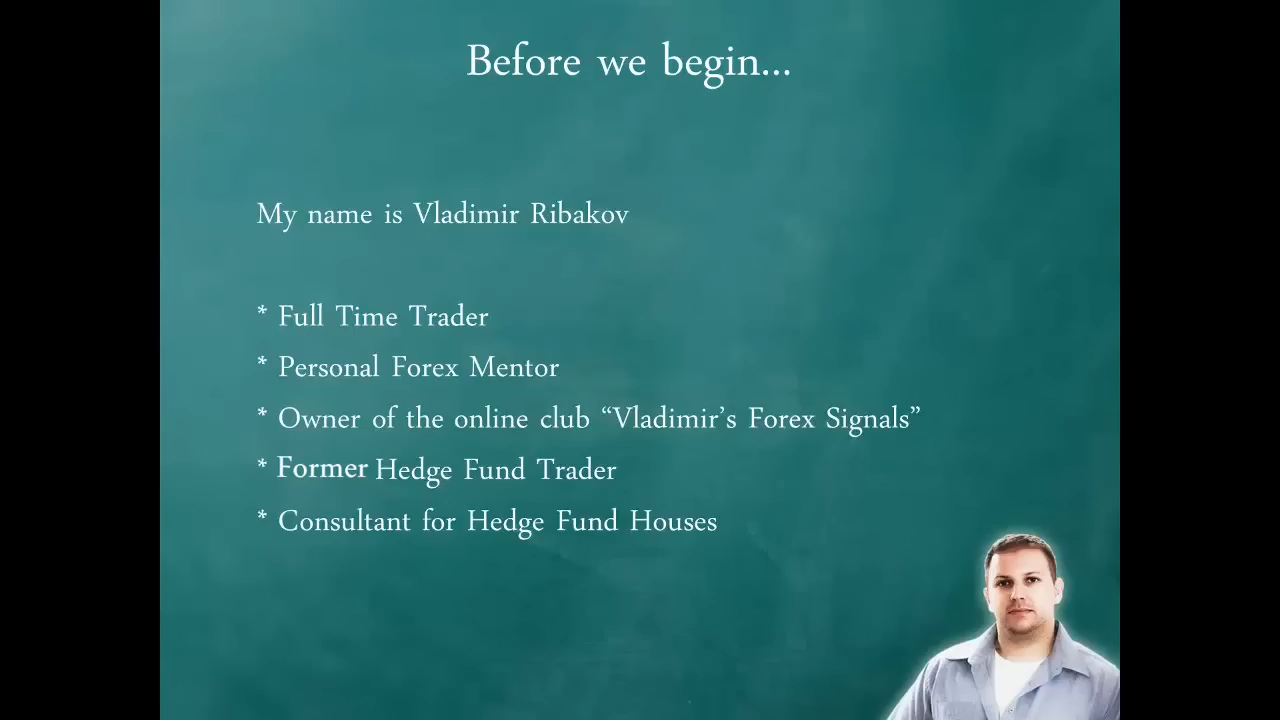 Before we begin...
My name is Vladimir Ribakov
* Full Time Trader
* Personal Forex Mentor
* Owner of the online club “Vladimir’s Forex Signals”
* Former Hedge Fund Trader
* Consultant for Hedge Fund Houses